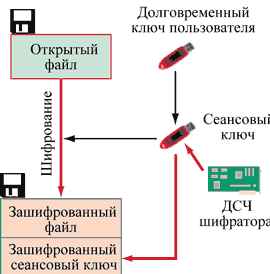 Долговременный
ключ пользователя
Открытый
файл
Шифрование
Сеансовый
ключ
ДСЧ
шифратора
Зашифрованный
файл
Зашифрованный
сеансовый ключ